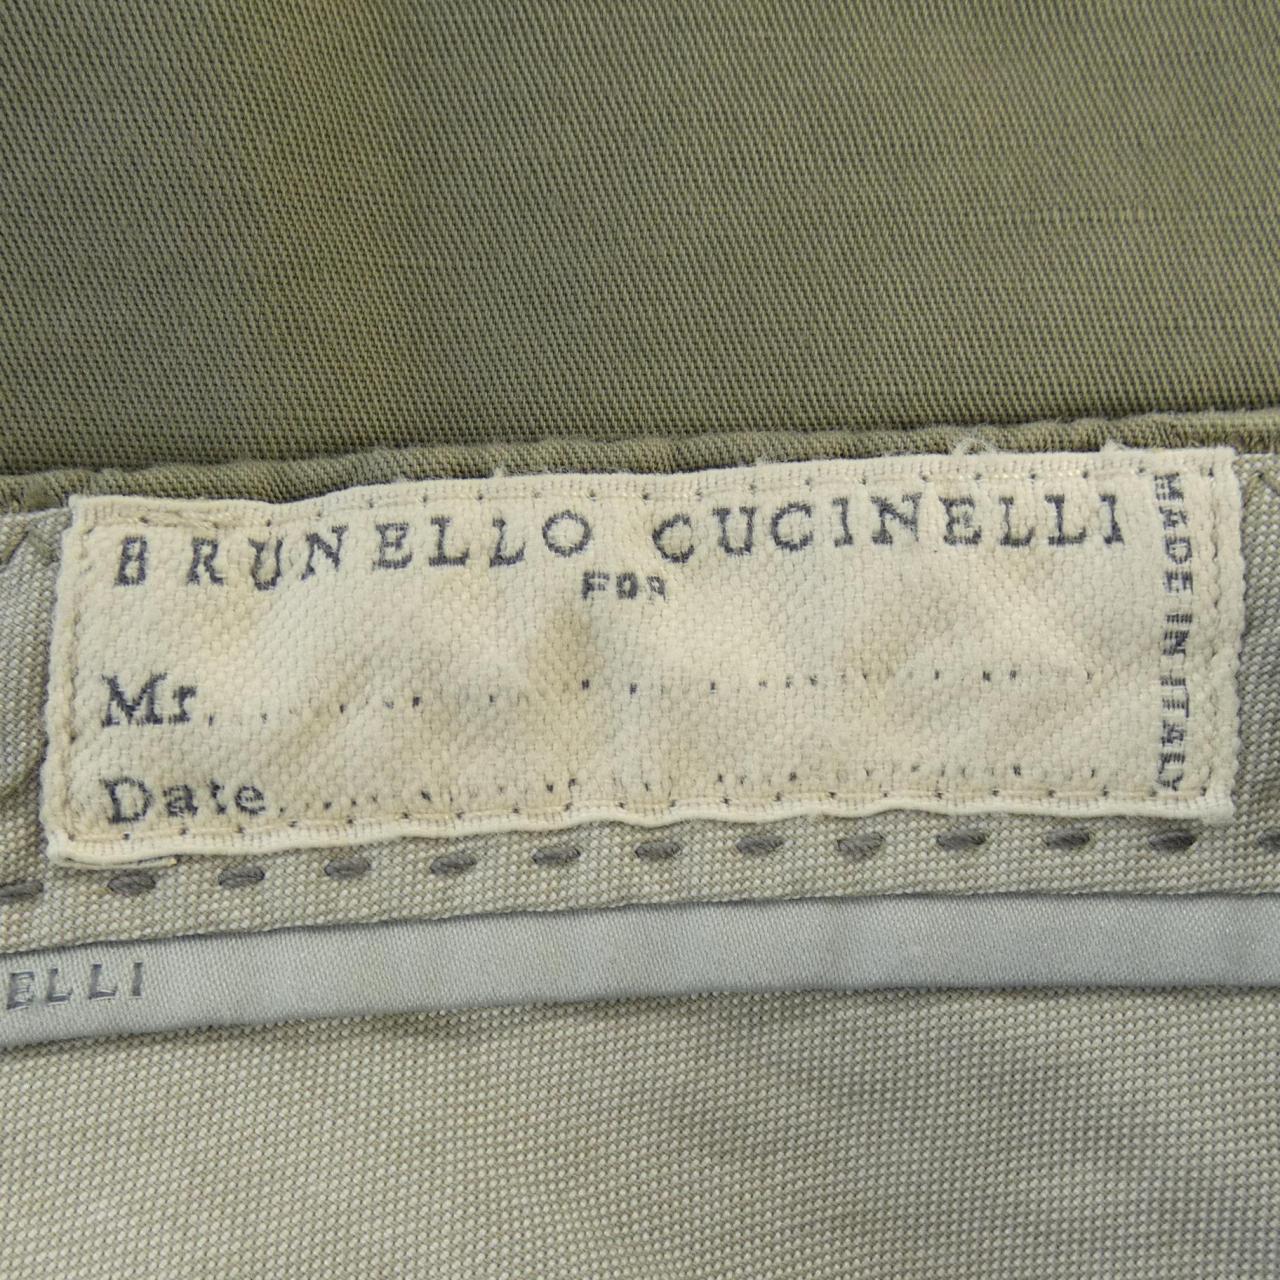 BRUNELLO CUCINELLI
FOR
Mr.
Date
MADE IN ITALY
ELLI